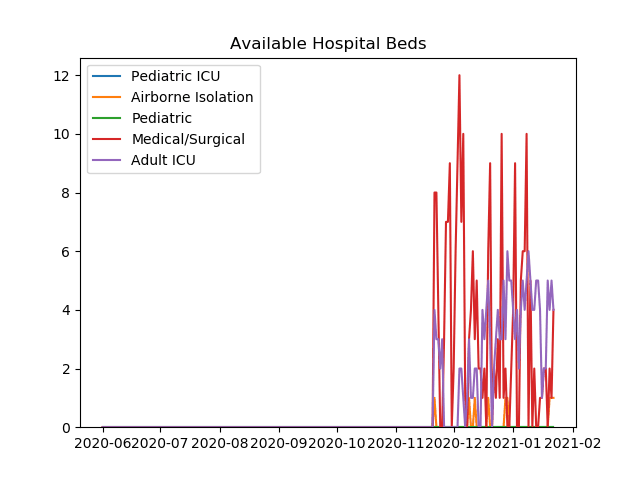 Available Hospital Beds
12
10
8
6
4
2
0
Pediatric ICU
Airborne Isolation
Pediatric
Medical/Surgical
Adult ICU
2020-06 2020-07 2020-08 2020-09 2020-10 2020-11 2020-12 2021-01 2021-02